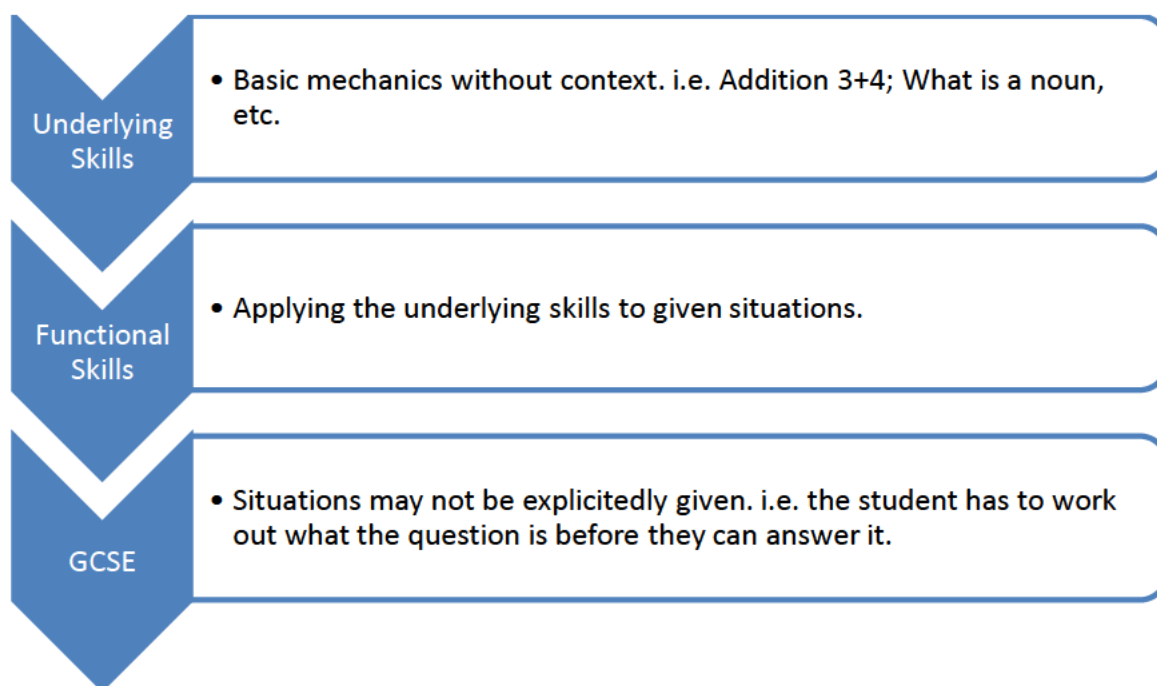 Underlying
Skills
• Basic mechanics without context. i.e. Addition 3+4; What is a noun,
etc.
Functional
Skills
• Applying the underlying skills to given situations.
GCSE
• Situations may not be explicitedly given. i.e. the student has to work
out what the question is before they can answer it.